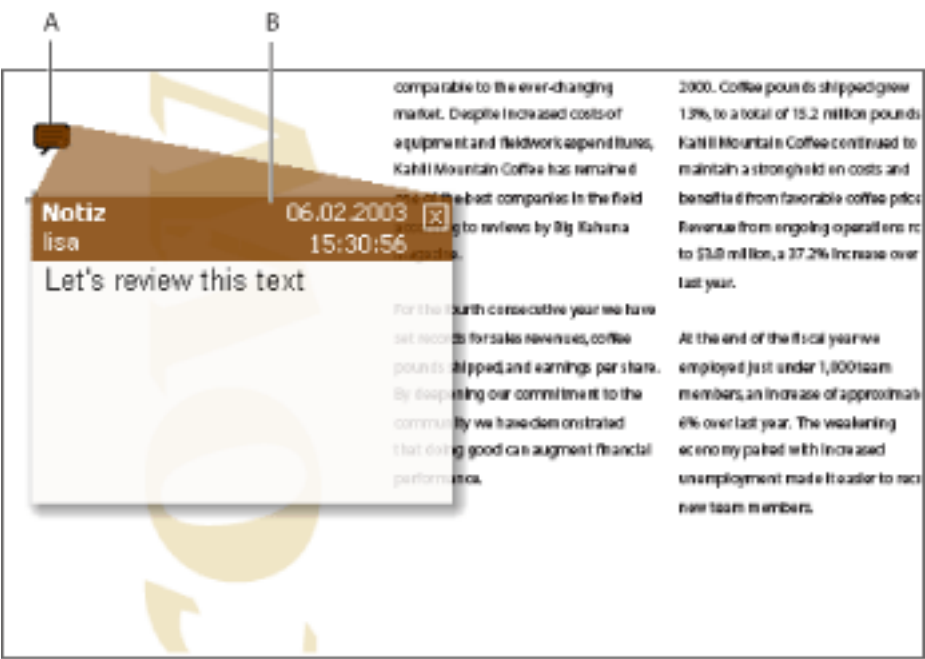 A
B
Notiz
06.02.2003
lisa
15:30:56
Let's review this text
comparable to the ever-changing
market. Despite increased costs of
equipment and fieldwork expenditures,
Kahili Mountain Coffee has remained
one of the best companies in the field
according to reviews by Big Kahuna
Magazine.
For the fourth consecutive year we have
set records for sales revenues, coffee
pounds shipped, and earnings per share.
By deepening our commitment to the
community we have demonstrated
that doing good can augment financial
performance.
2000. Coffee pounds shipped grew
13%, to a total of 15.2 million pounds
Kahili Mountain Coffee continued to
maintain a stronghold on costs and
benefited from favorable coffee
Revenue from ongoing operations
to $3.8 million, a 37.2% increase over
last year.
At the end of the fiscal year we
employed just under 1,800 team
members, an increase of
6% over last year. The weakening
economy paired with increased
unemployment made it easier to
new team members.